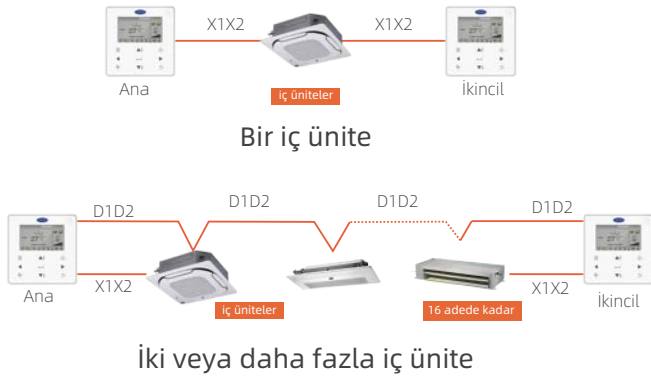 X1X2 X1X2
Ana iç üniteler İkincil
Bir iç ünite
D1D2 D1D2 D1D2 D1D2
X1X2 X1X2
Ana iç üniteler 16 adede kadar İkincil
İki veya daha fazla iç ünite